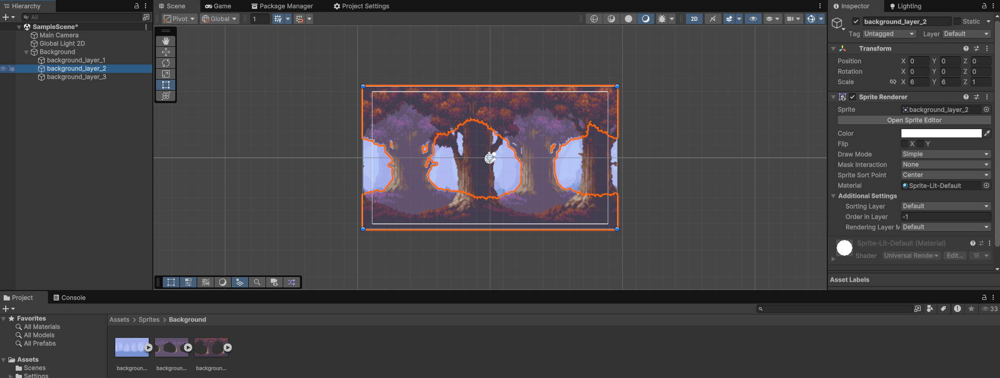 Hierarchy
All
SampleScene*
Main Camera
Global Light 2D
Background
background_layer_1
background_layer_2
background_layer_3
Scene
Game
Package Manager
Project Settings
Pivot
Global
1
2D
Inspector
Lighting
background_layer_2
Static
Tag Untagged Layer Default
Transform
Position X 0 Y 0 Z 0
Rotation X 0 Y 0 Z 0
Scale X 6 Y 6 Z 1
Sprite Renderer
Sprite background_layer_2
Open Sprite Editor
Color
Flip X Y
Draw Mode Simple
Mask Interaction None
Sprite Sort Point Center
Material Sprite-Lit-Default
Additional Settings
Sorting Layer Default
Order in Layer -1
Rendering Layer M Default
Sprite-Lit-Default (Material)
Shader Universal Render Edit...
Asset Labels
Project
Console
33
Favorites
All Materials
All Models
All Prefabs
Assets
Scenes
Settings
Assets > Sprites > Background
backgroun... backgroun... backgroun...